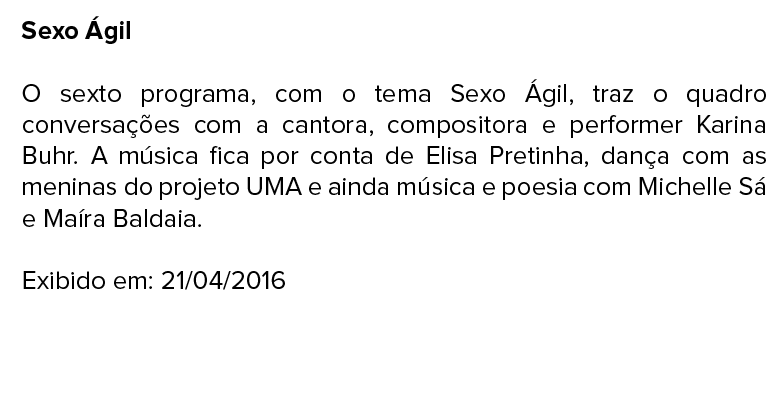 Sexo Ágil
O sexto programa, com o tema Sexo Ágil, traz o quadro
conversações com a cantora, compositora e performer Karina
Buhr. A música fica por conta de Elisa Pretinha, dança com as
meninas do projeto UMA e ainda música e poesia com Michelle Sá
e Maíra Baldaia.
Exibido em: 21/04/2016